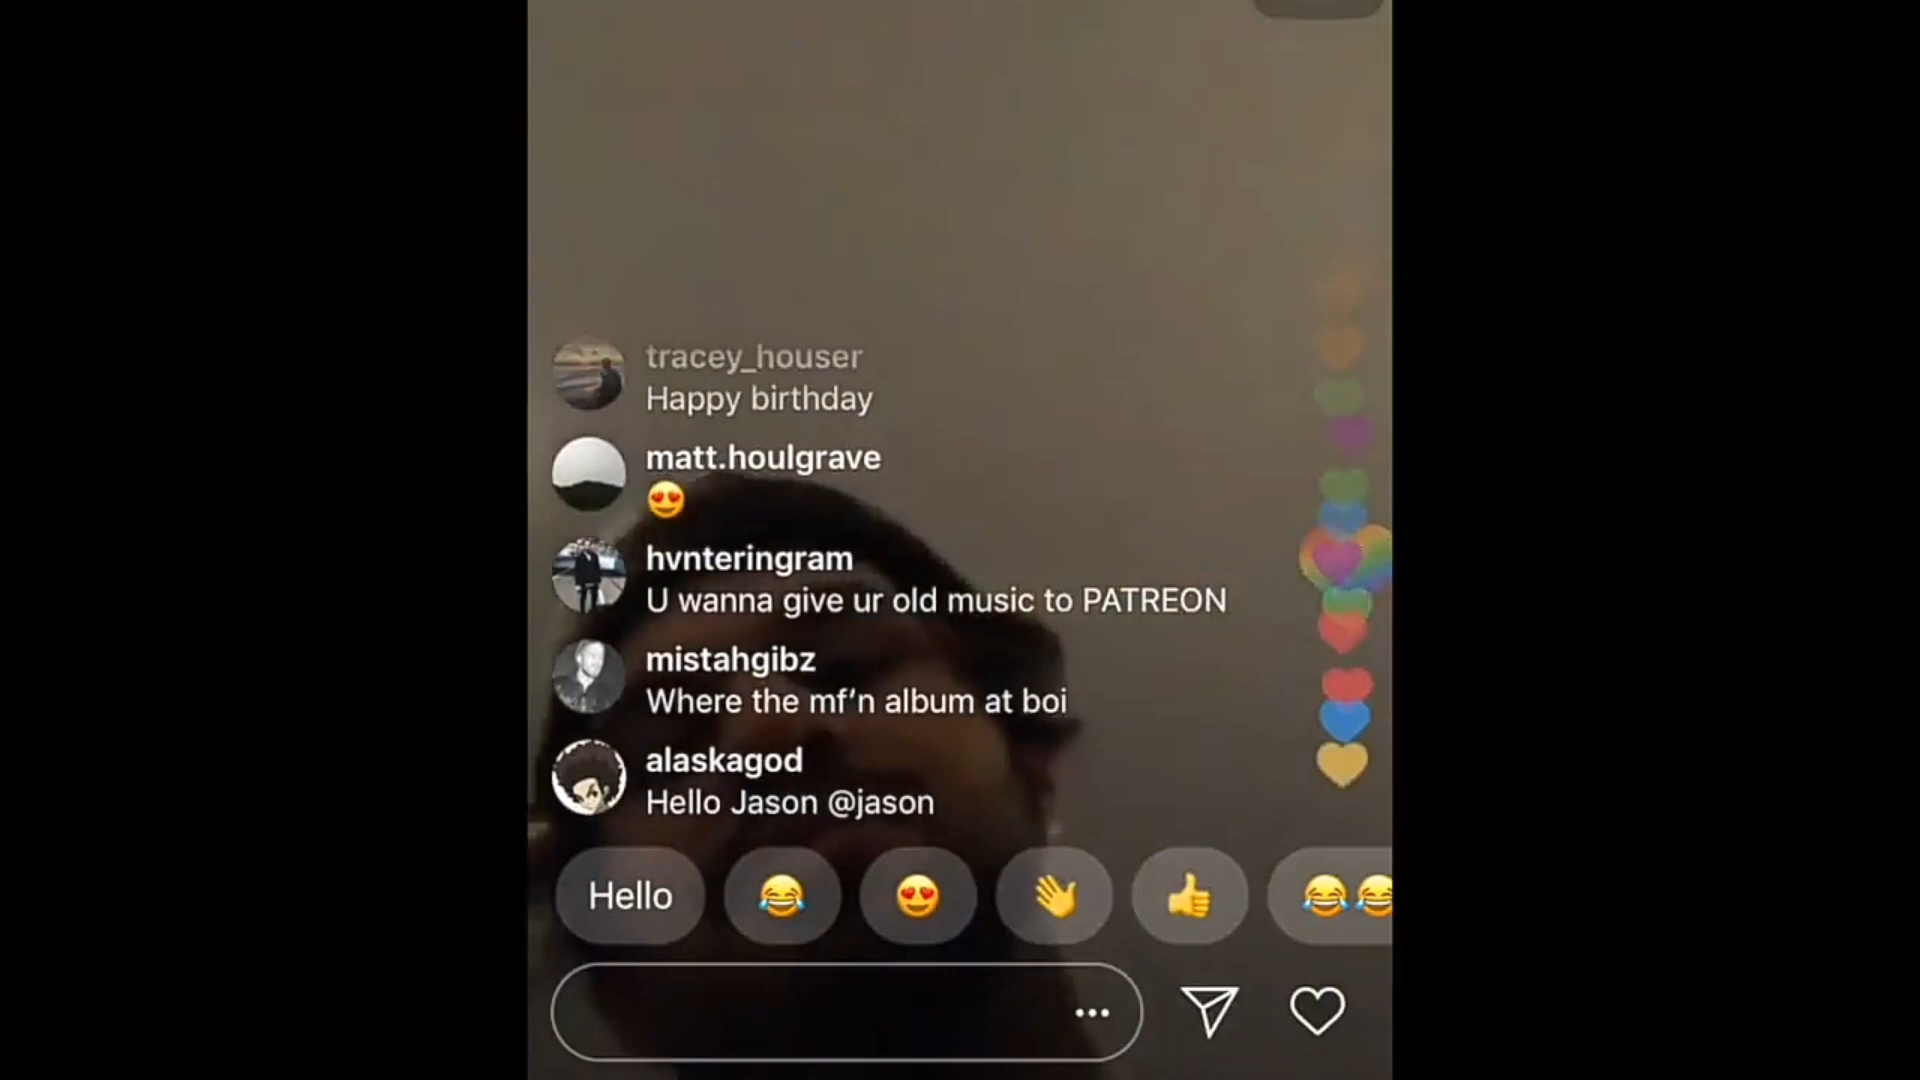 tracey_houser
Happy birthday
matt.houlgrave
😍
hvnteringram
U wanna give ur old music to PATREON
mistahgibz
Where the mf'n album at boi
alaskagod
Hello Jason @jason
Hello 😂 😍 👋 👍 😂😂